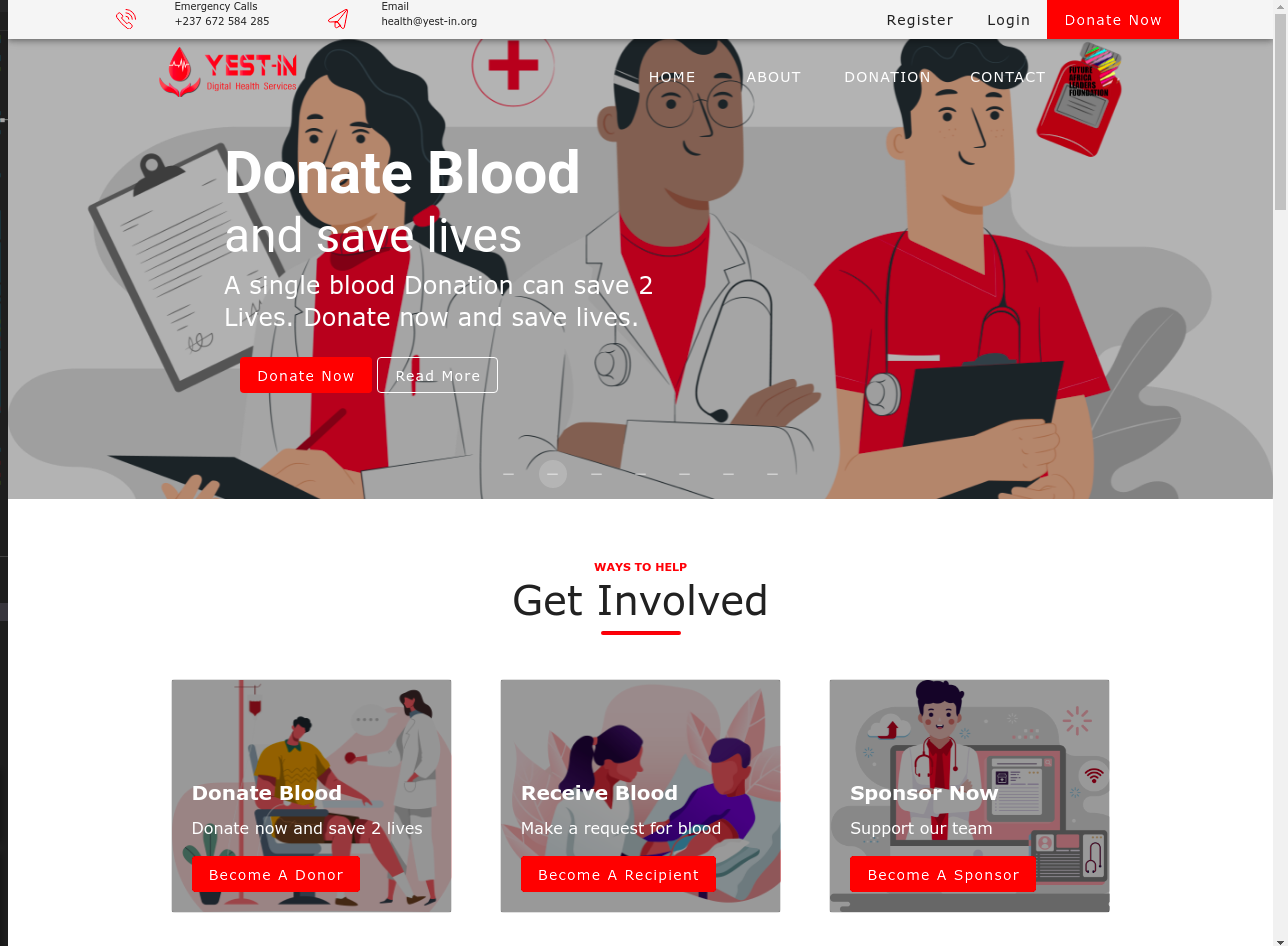 Emergency Calls
+237 672 584 285
Email
health@yest-in.org
Register
Login
Donate Now
YEST-IN
Digital Health Services
HOME
ABOUT
DONATION
CONTACT
FUTURE
AFRICA
LEADERS
FOUNDATION
Donate Blood
and save lives
A single blood Donation can save 2
Lives. Donate now and save lives.
Donate Now
Read More
WAYS TO HELP
Get Involved
Donate Blood
Donate now and save 2 lives
Become A Donor
Receive Blood
Make a request for blood
Become A Recipient
Sponsor Now
Support our team
Become A Sponsor